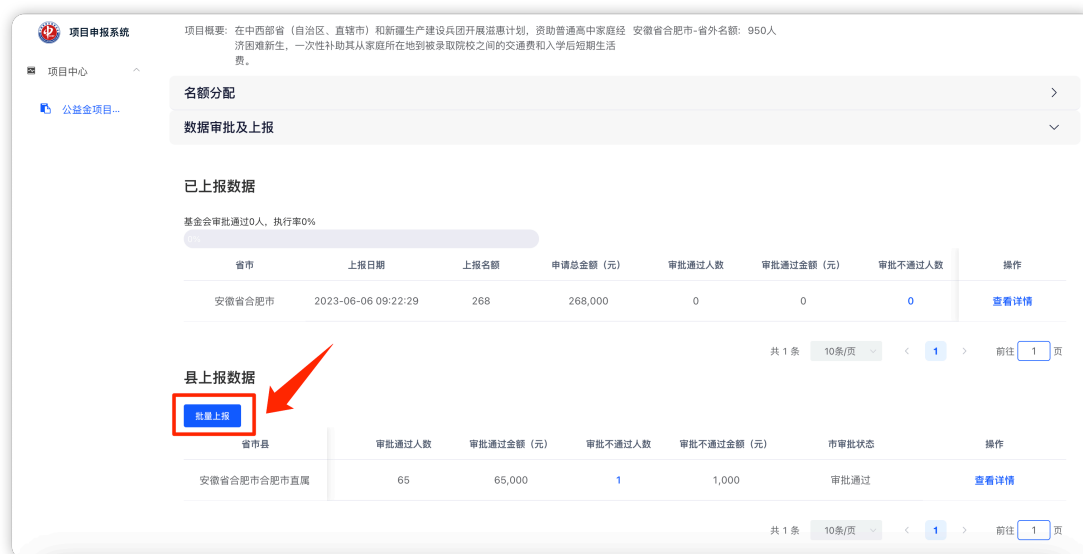 项目申报系统
项目中心
公益金项目...
项目概要: 在中西部省（自治区、直辖市）和新疆生产建设兵团开展滋惠计划，资助普通高中家庭经
济困难新生，一次性补助其从家庭所在地到被录取院校之间的交通费和入学后短期生活
费。
安徽省合肥市-省外名额: 950人
名额分配
数据审批及上报
已上报数据
基金会审批通过0人，执行率0%
0%
省市 上报日期 上报名额 申请总金额（元） 审批通过人数 审批通过金额（元） 审批不通过人数 操作
安徽省合肥市 2023-06-06 09:22:29 268 268,000 0 0 0 查看详情
共 1 条 10条/页 1 前往 1 页
县上报数据
批量上报
省市县 审批通过人数 审批通过金额（元） 审批不通过人数 审批不通过金额（元） 市审批状态 操作
安徽省合肥市合肥市直属 65 65,000 1 1,000 审批通过 查看详情
共 1 条 10条/页 1 前往 1 页